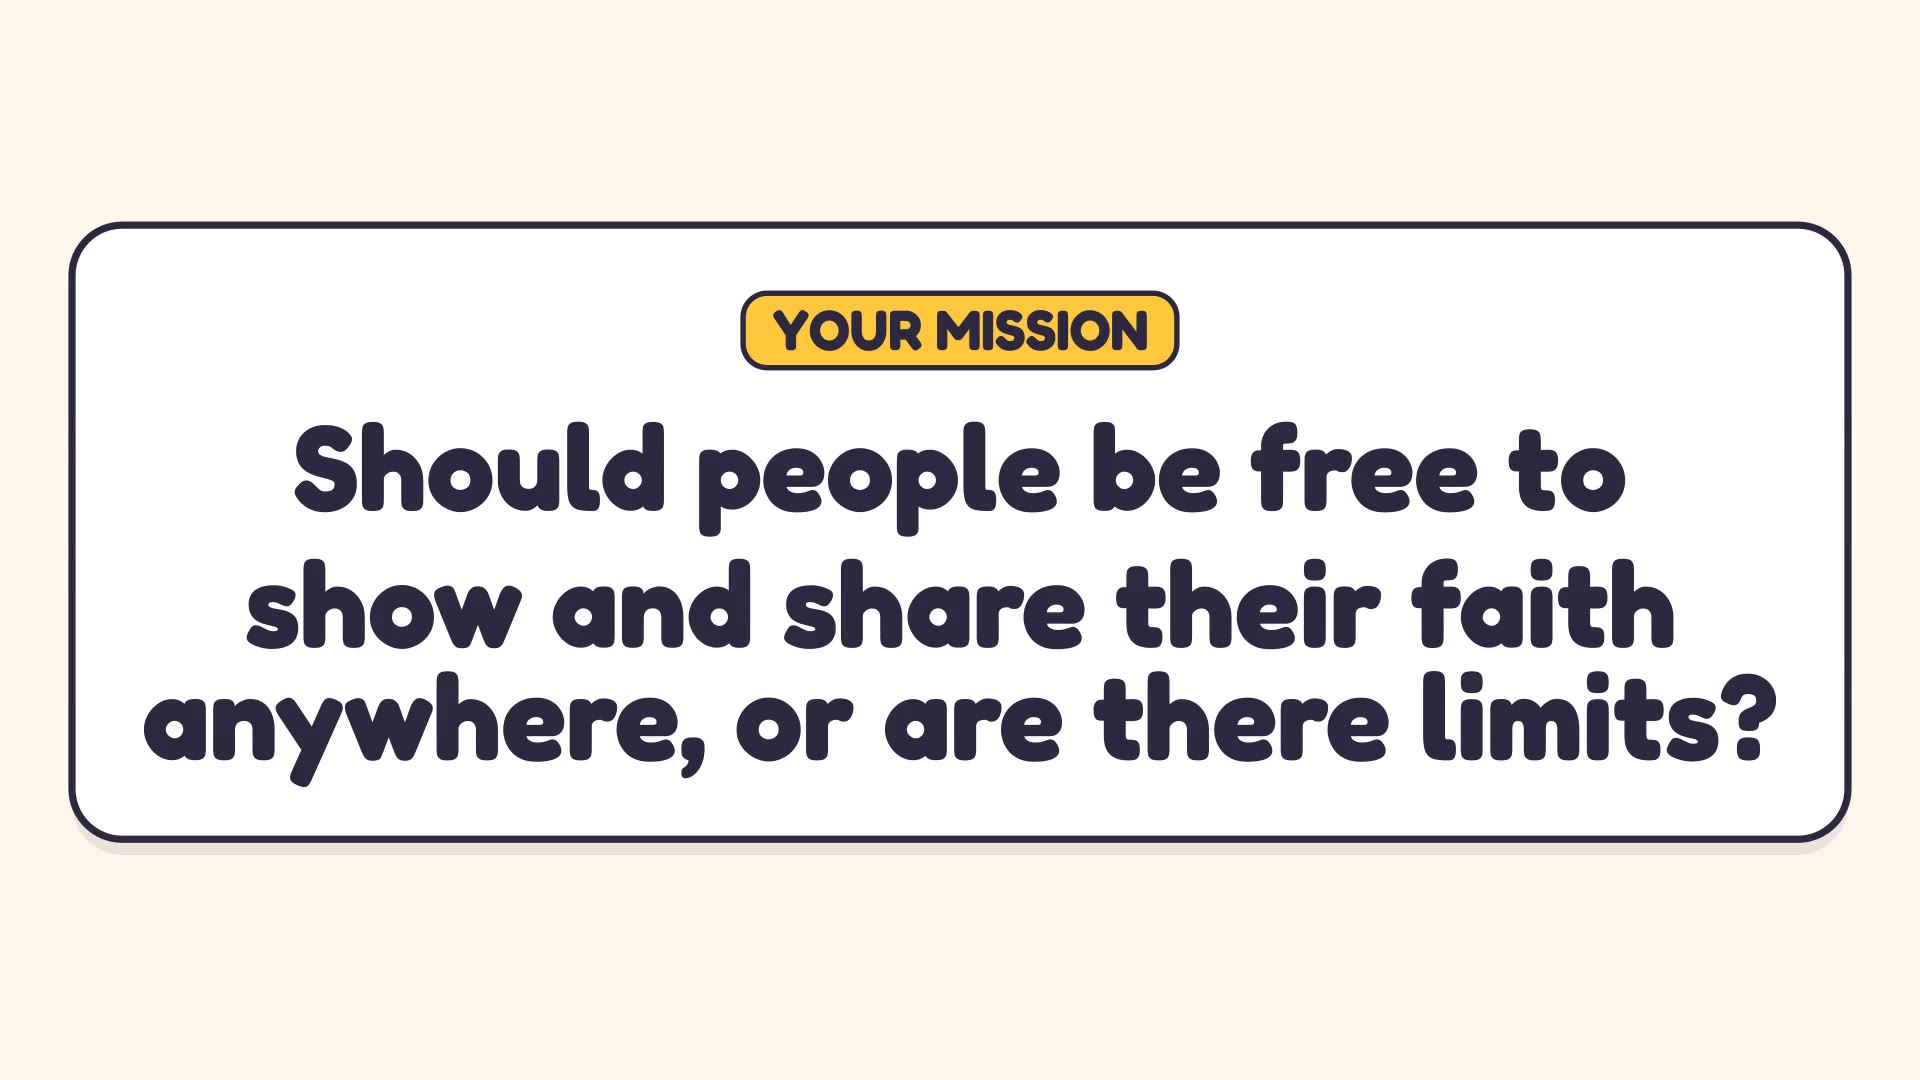 YOUR MISSION
Should people be free to
show and share their faith
anywhere, or are there limits?